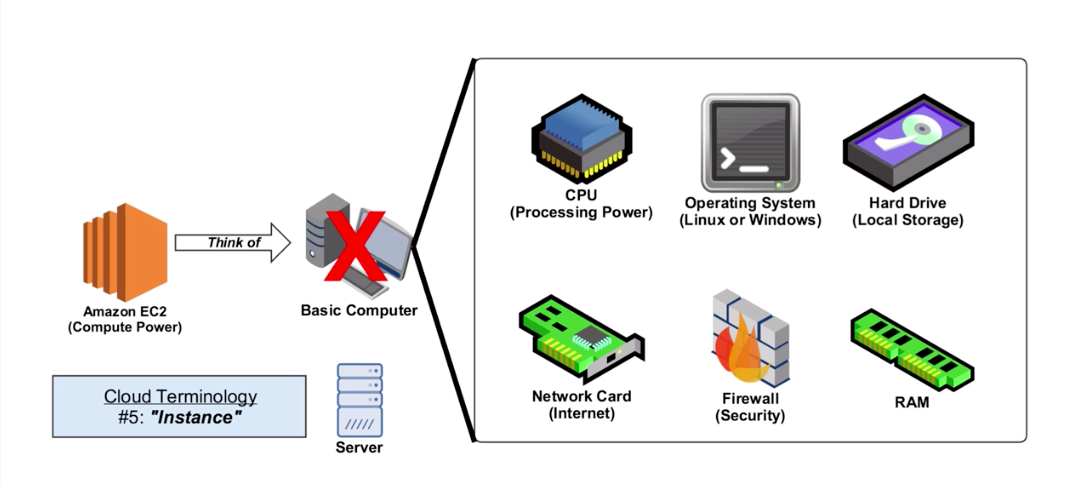 Amazon EC2
(Compute Power)
Think of
Basic Computer
Cloud Terminology
#5: "Instance"
Server
CPU
(Processing Power)
Operating System
(Linux or Windows)
Hard Drive
(Local Storage)
Network Card
(Internet)
Firewall
(Security)
RAM